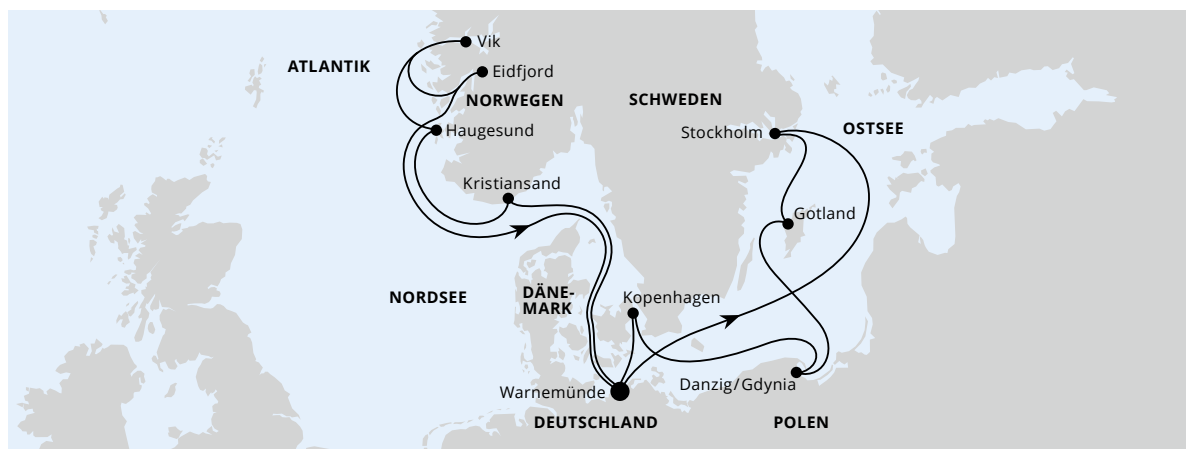 Vik
ATLANTIK
Eidfjord
NORWEGEN
SCHWEDEN
Haugesund
Stockholm
OSTSEE
Kristiansand
Gotland
NORDSEE
DÄNE-
MARK
Kopenhagen
Warnemünde
Danzig/Gdynia
DEUTSCHLAND
POLEN